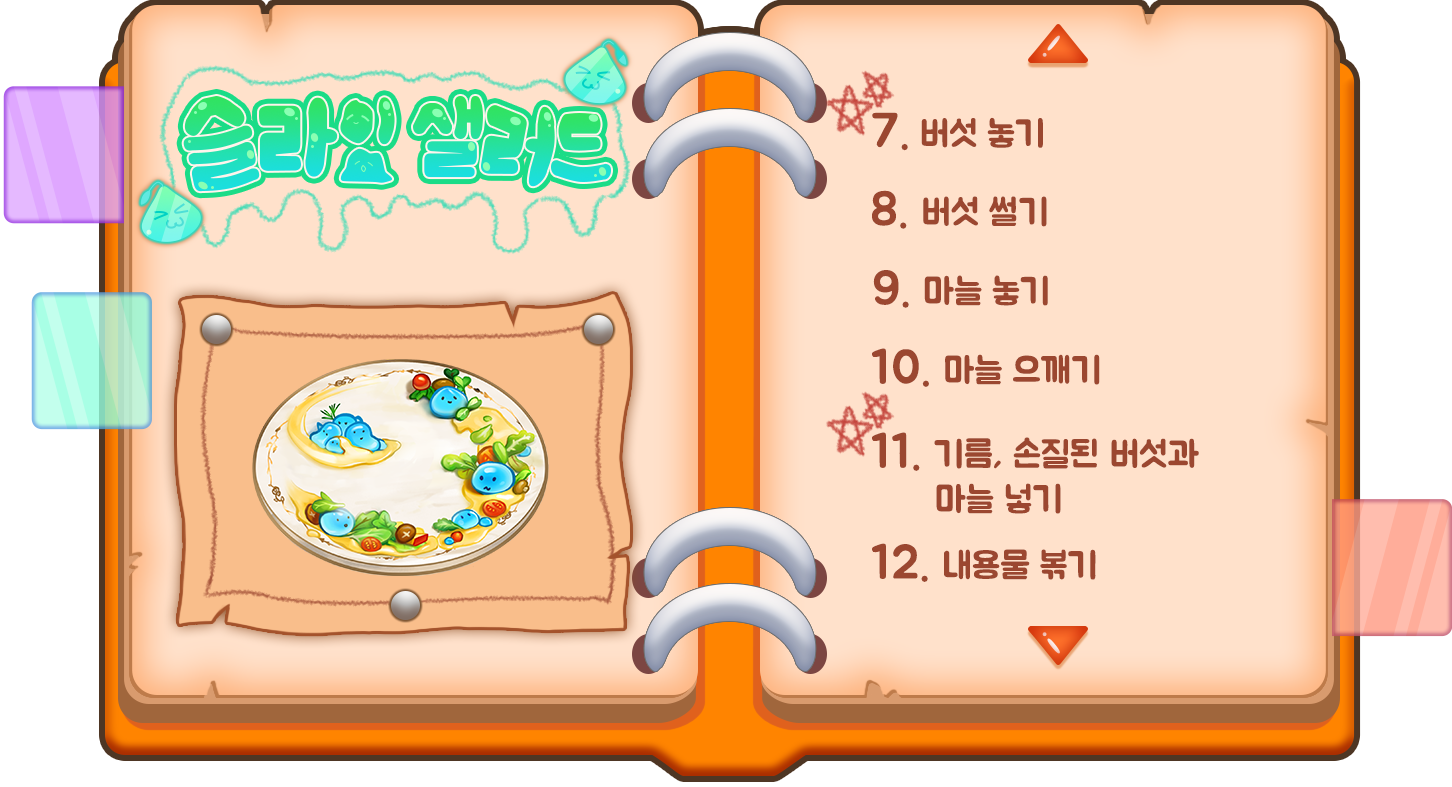 슬라임 샐러드
7. 버섯 놓기
8. 버섯 썰기
9. 마늘 놓기
10. 마늘 으깨기
11. 기름, 손질된 버섯과
마늘 넣기
12. 내용물 볶기